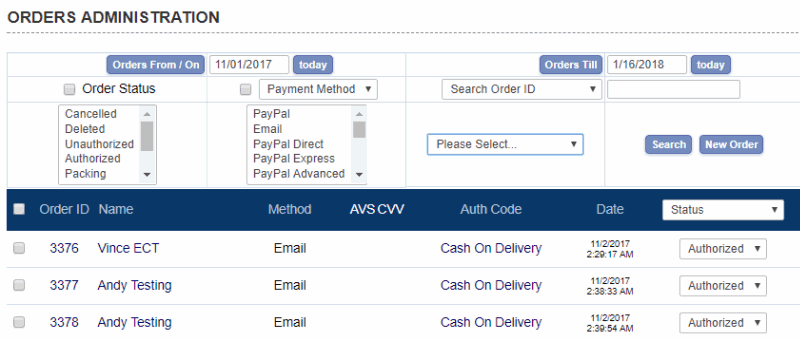 ORDERS ADMINISTRATION
Orders From / On 11/01/2017 today Orders Till 1/16/2018 today
Order Status Payment Method Search Order ID
Cancelled
Deleted
Unauthorized
Authorized
Packing
PayPal
Email
PayPal Direct
PayPal Express
PayPal Advanced
Please Select... Search New Order
Order ID Name Method AVS CVV Auth Code Date Status
3376 Vince ECT Email Cash On Delivery 11/2/2017 2:29:17 AM Authorized
3377 Andy Testing Email Cash On Delivery 11/2/2017 2:38:33 AM Authorized
3378 Andy Testing Email Cash On Delivery 11/2/2017 2:39:54 AM Authorized